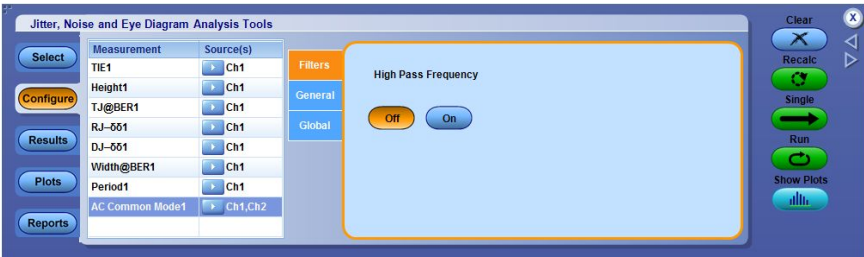 Jitter, Noise and Eye Diagram Analysis Tools
Clear
X
Select
Configure
Results
Plots
Reports
Measurement Source(s)
TIE1 Ch1
Height1 Ch1
TJ@BER1 Ch1
RJ–δδ1 Ch1
DJ–δδ1 Ch1
Width@BER1 Ch1
Period1 Ch1
AC Common Mode1 Ch1,Ch2
Filters
General
Global
High Pass Frequency
Off On
Recalc
Single
Run
Show Plots